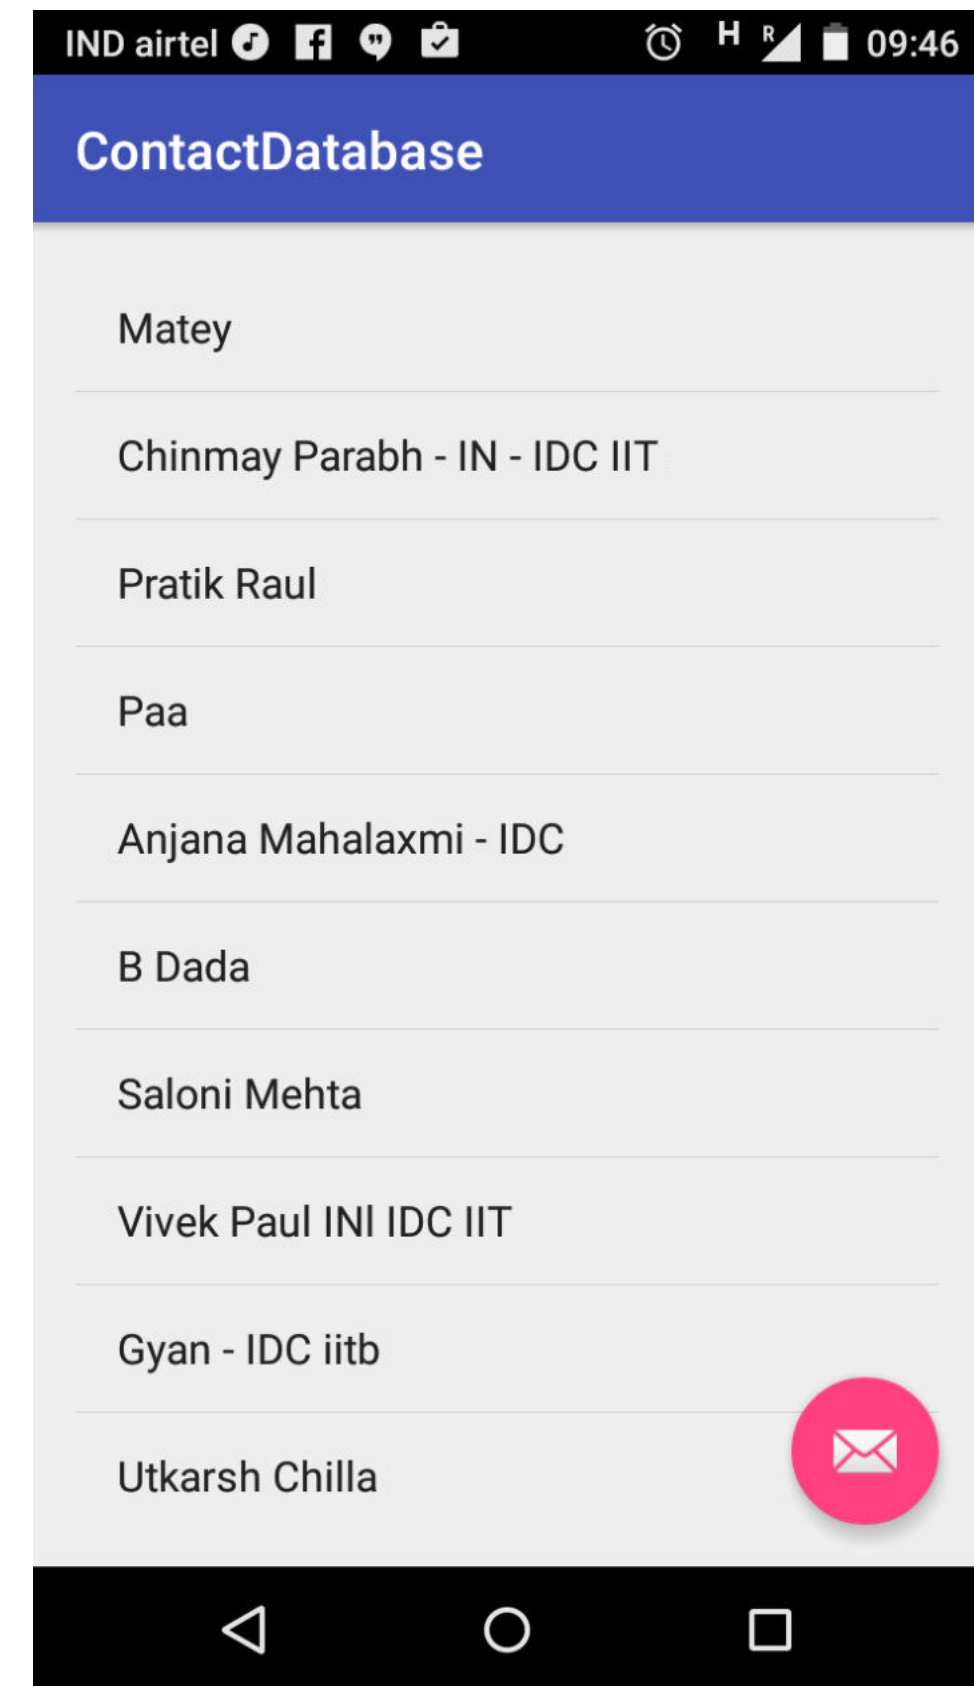 IND airtel H R 09:46
ContactDatabase
Matey
Chinmay Parabh - IN - IDC IIT
Pratik Raul
Paa
Anjana Mahalaxmi - IDC
B Dada
Saloni Mehta
Vivek Paul INl IDC IIT
Gyan - IDC iitb
Utkarsh Chilla